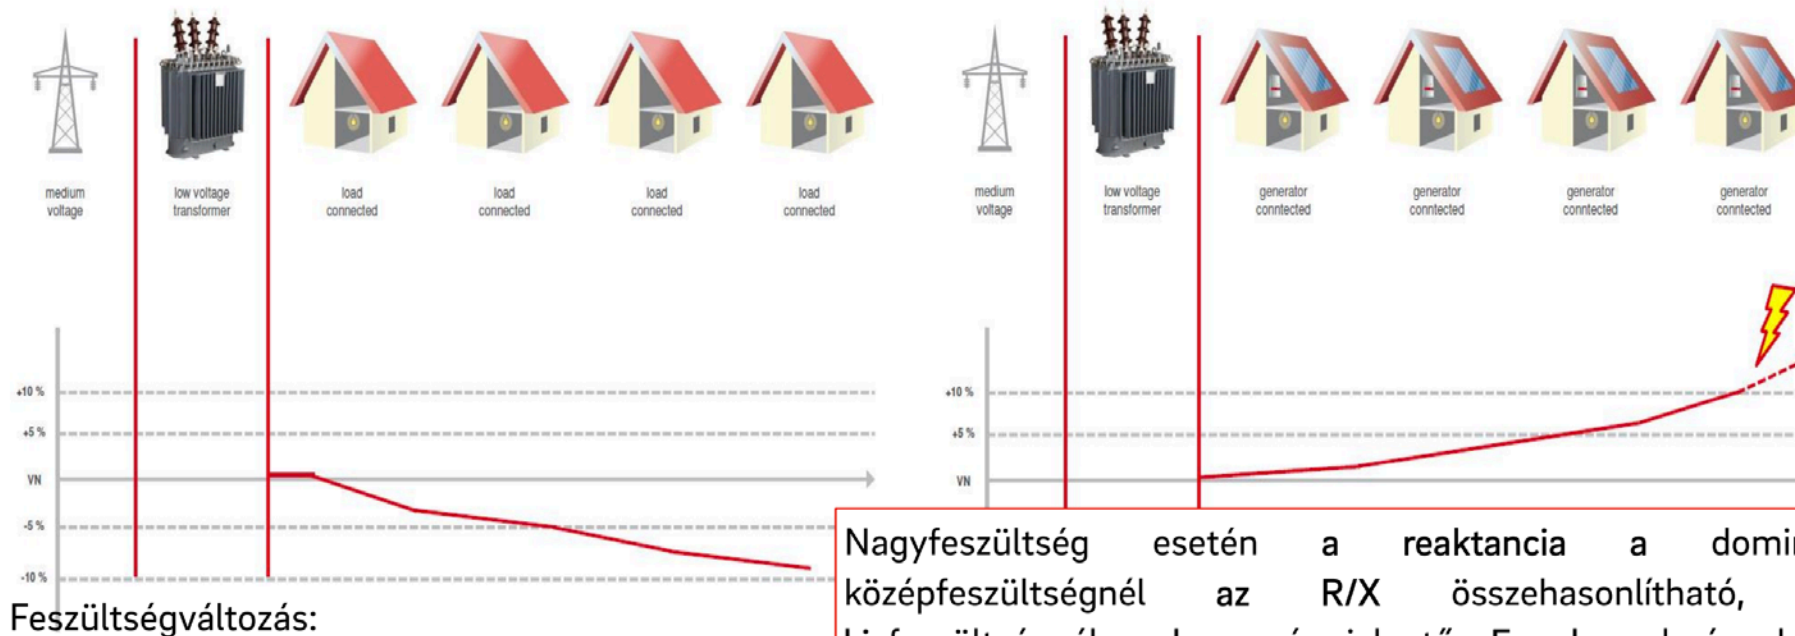 medium
voltage
low voltage
transformer
load
connected
load
connected
load
connected
load
connected
+10 %
+5 %
VN
-5 %
-10 %
Feszültségváltozás:
medium
voltage
low voltage
transformer
generator
conntected
generator
conntected
generator
conntected
generator
conntected
+10 %
+5 %
VN
Nagyfeszültség esetén a reaktancia a
középfeszültségnél az R/X összehasonlítható,